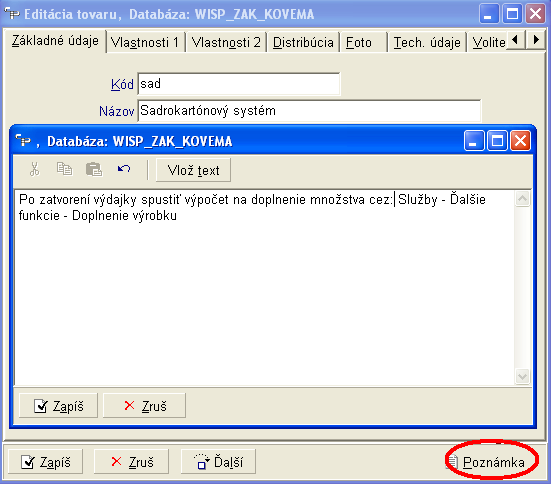 Editácia tovaru, Databáza: WISP_ZAK_KOVEMA
Základné údaje Vlastnosti 1 Vlastnosti 2 Distribúcia Foto Tech. údaje Volite
Kód sad
Názov Sadrokartónový systém
, Databáza: WISP_ZAK_KOVEMA
Vlož text
Po zatvorení výdajky spustiť výpočet na doplnenie množstva cez: Služby - Ďalšie
funkcie - Doplnenie výrobku
Zapíš Zruš
Zapíš Zruš Ďalší Poznámka